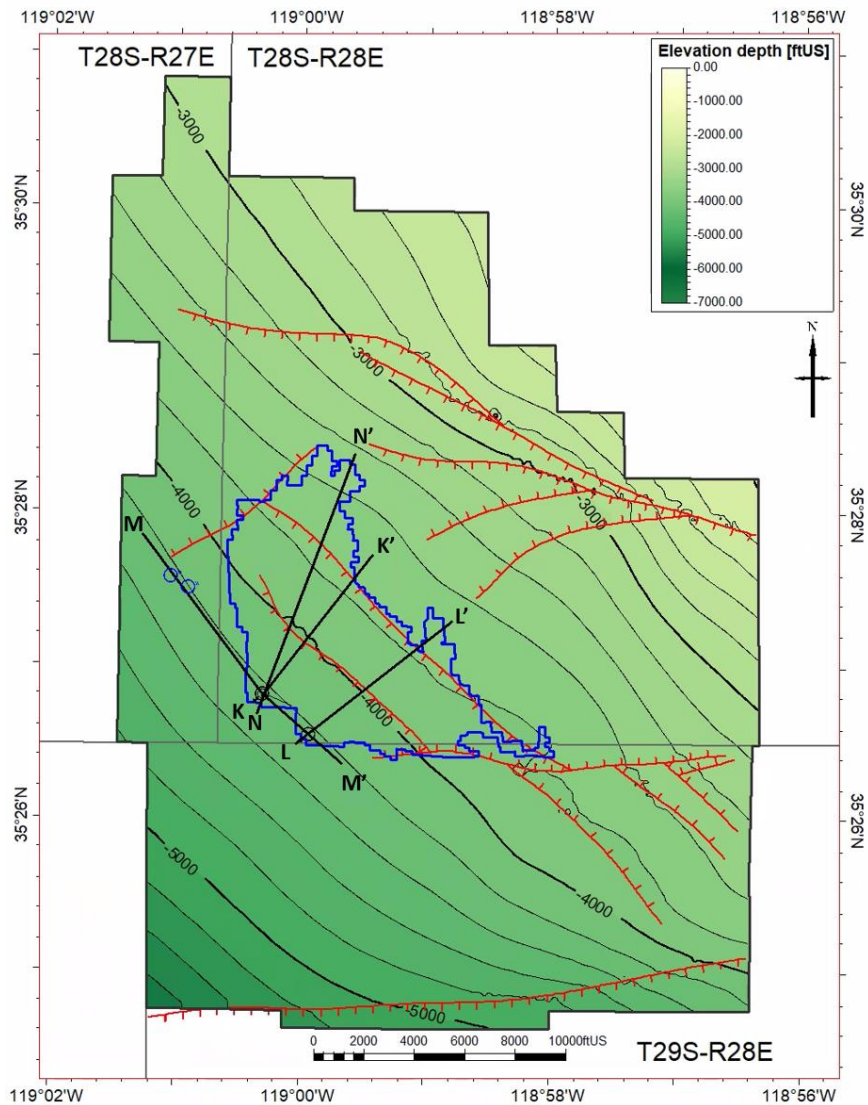 119°02'W 119°00'W 118°58'W 118°56'W
T28S-R27E T28S-R28E
Elevation depth [ftUS]
0.00
-1000.00
-2000.00
-3000.00
-4000.00
-5000.00
-6000.00
-7000.00
-3000
35°30'N 35°30'N
N
-3000
N'
-4000
-3000
35°28'N 35°28'N
M
K'
L'
K
N
-4000
L
M'
35°26'N 35°26'N
-5000
-4000
-5000
0 2000 4000 6000 8000 10000ftUS
T29S-R28E
119°02'W 119°00'W 118°58'W 118°56'W